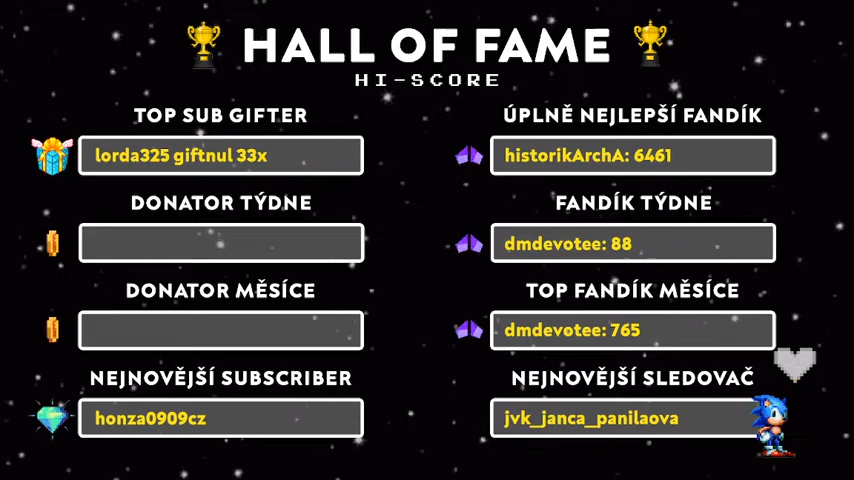 HALL OF FAME
HI-SCORE
TOP SUB GIFTER
lorda325 giftnul 33x
DONATOR TÝDNE
DONATOR MĚSÍCE
NEJNOVĚJŠÍ SUBSCRIBER
honza0909cz
ÚPLNĚ NEJLEPŠÍ FANDÍK
historikArchA: 6461
FANDÍK TÝDNE
dmdevotee: 88
TOP FANDÍK MĚSÍCE
dmdevotee: 765
NEJNOVĚJŠÍ SLEDOVAČ
jvk_janca_panilaova